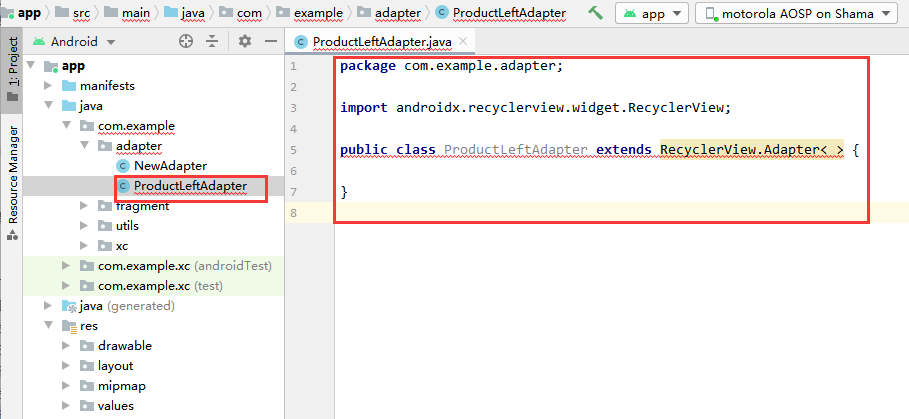 app src main java com example adapter ProductLeftAdapter app motorola AOSP on Shama
1: Project
Resource Manager
Android
app
manifests
java
com.example
adapter
NewAdapter
ProductLeftAdapter
fragment
utils
xc
com.example.xc (androidTest)
com.example.xc (test)
java (generated)
res
drawable
layout
mipmap
values
ProductLeftAdapter.java
1 package com.example.adapter;
2
3 import androidx.recyclerview.widget.RecyclerView;
4
5 public class ProductLeftAdapter extends RecyclerView.Adapter< > {
6
7 }
8